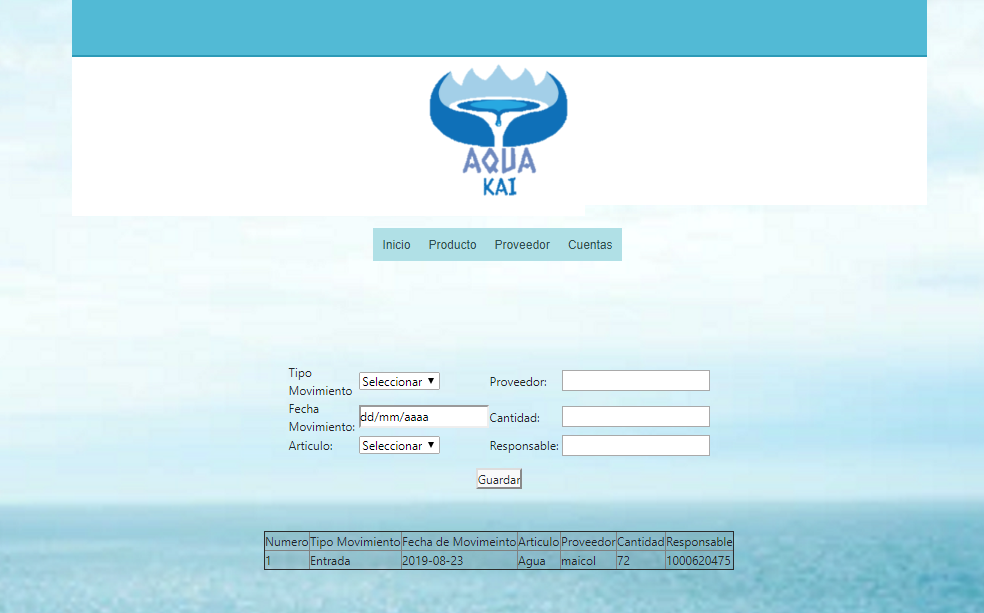 AQUA
KAI
Inicio Producto Proveedor Cuentas
Tipo
Movimiento
Seleccionar
Proveedor:
Fecha
Movimiento:
dd/mm/aaaa
Cantidad:
Articulo:
Seleccionar
Responsable:
Guardar
Numero Tipo Movimiento Fecha de Movimeinto Articulo Proveedor Cantidad Responsable
1 Entrada 2019-08-23 Agua maicol 72 1000620475